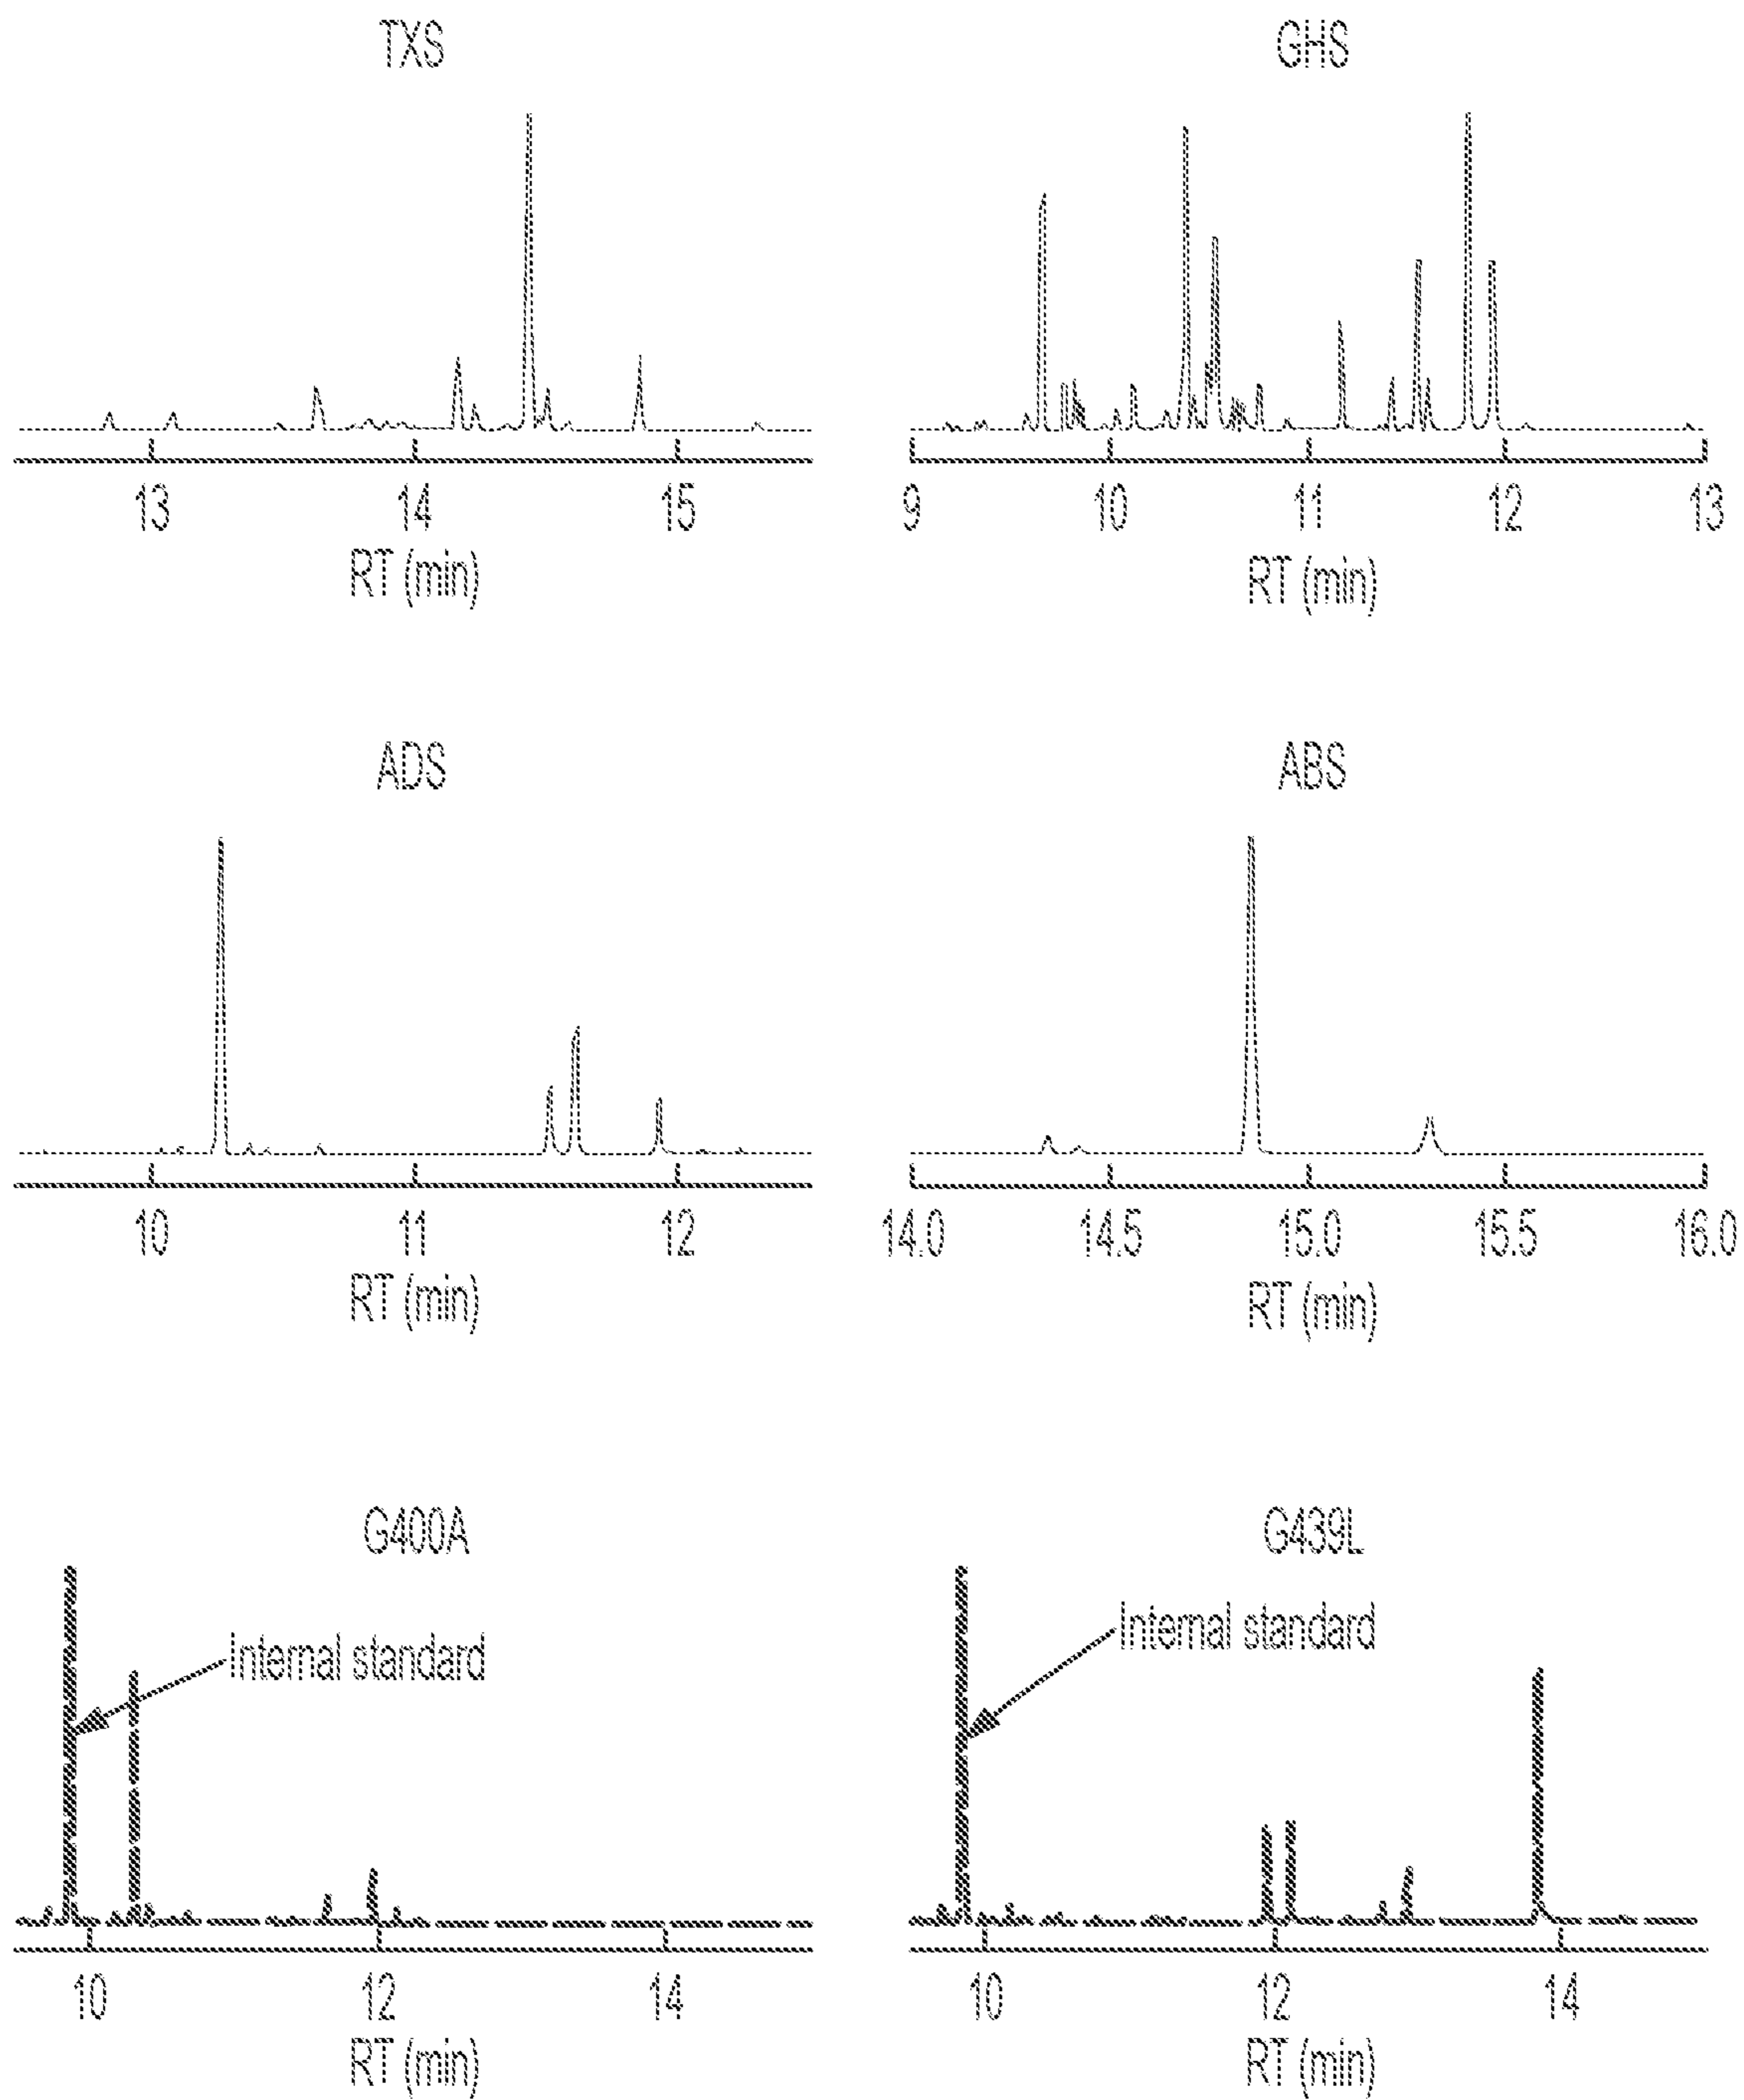 TXS
13 14 15
RT (min)
GHS
9 10 11 12 13
RT (min)
ADS
10 11 12
RT (min)
ABS
14.0 14.5 15.0 15.5 16.0
RT (min)
G400A
Internal standard
10 12 14
RT (min)
G439L
Internal standard
10 12 14
RT (min)